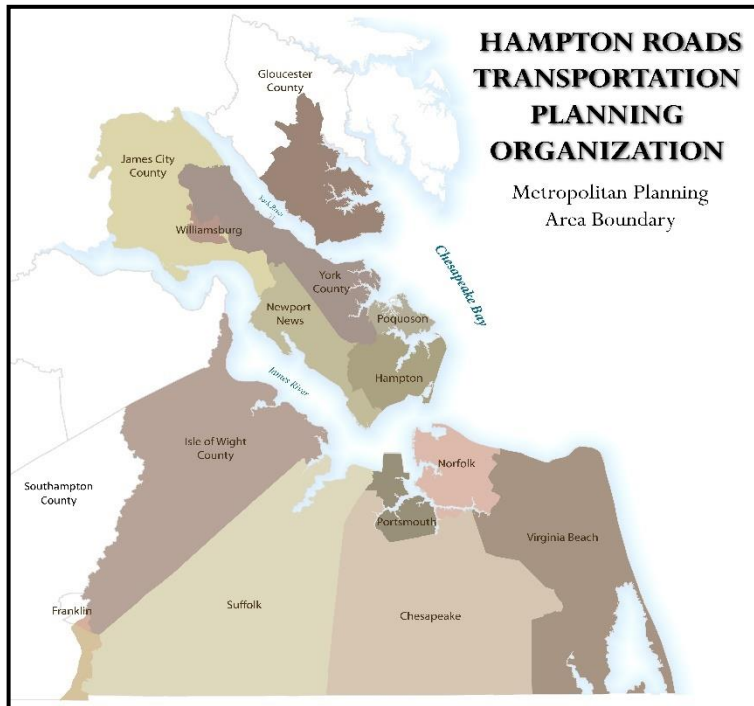 HAMPTON ROADS
TRANSPORTATION
PLANNING
ORGANIZATION
Metropolitan Planning
Area Boundary
Gloucester
County
James City
County
York River
Williamsburg
Chesapeake Bay
York
County
Newport
News
Poquoson
Hampton
James River
Isle of Wight
County
Norfolk
Southampton
County
Portsmouth
Virginia Beach
Franklin
Suffolk
Chesapeake